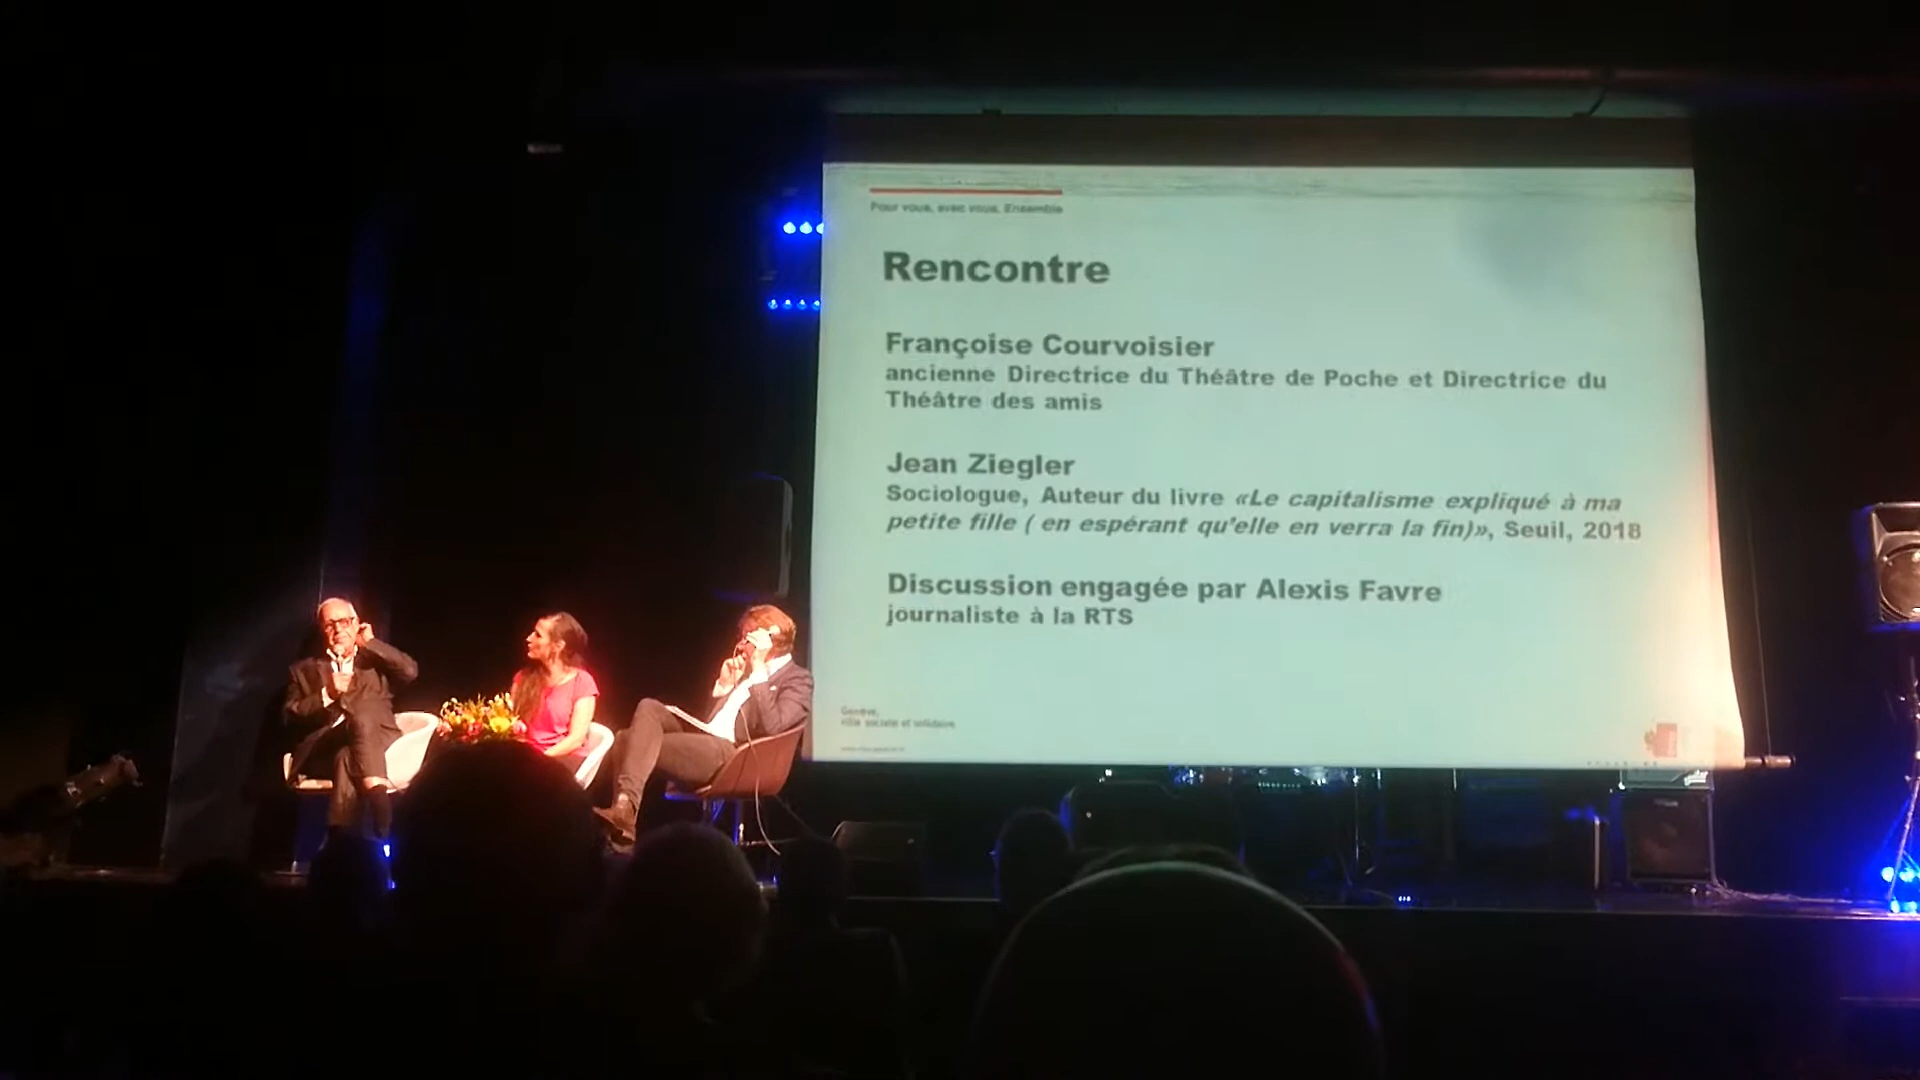 Pour vous, avec vous, Ensemble
Rencontre
Françoise Courvoisier
ancienne Directrice du Théâtre de Poche et Directrice du
Théâtre des amis
Jean Ziegler
Sociologue, Auteur du livre «Le capitalisme expliqué à ma
petite fille ( en espérant qu'elle en verra la fin)», Seuil, 2018
Discussion engagée par Alexis Favre
journaliste à la RTS
Genève,
ville sociale et solidaire